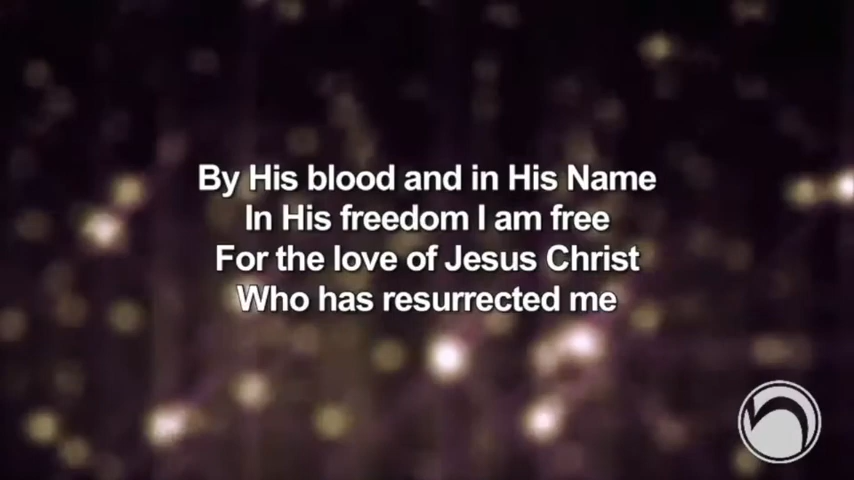 By His blood and in His Name
In His freedom I am free
For the love of Jesus Christ
Who has resurrected me